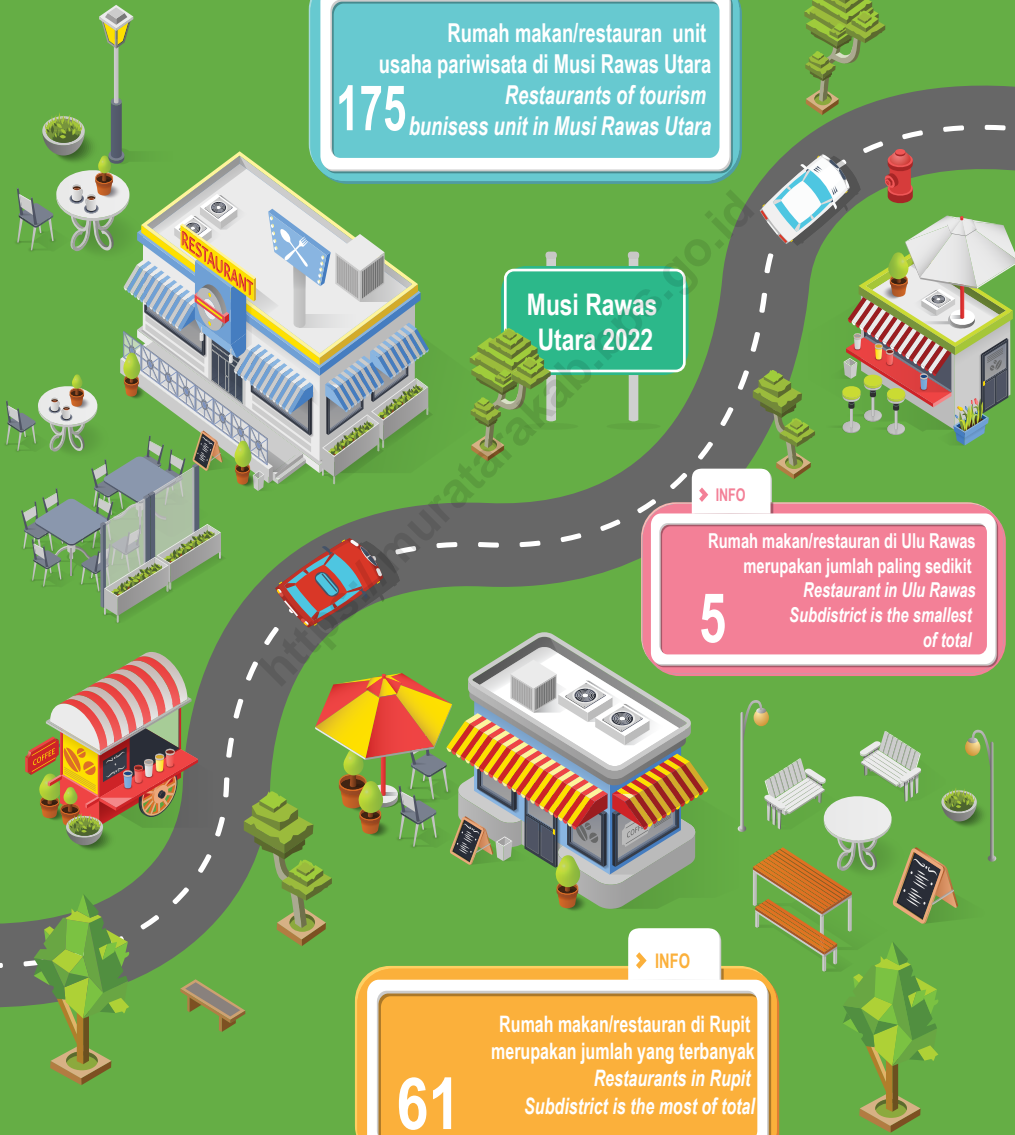 Rumah makan/restauran unit
usaha pariwisata di Musi Rawas Utara
175
Restaurants of tourism
bunisess unit in Musi Rawas Utara
RESTAURANT
Musi Rawas
Utara 2022
INFO
Rumah makan/restauran di Ulu Rawas
merupakan jumlah paling sedikit
5
Restaurant in Ulu Rawas
Subdistrict is the smallest
of total
COFFEE
INFO
Rumah makan/restauran di Rupit
merupakan jumlah yang terbanyak
61
Restaurants in Rupit
Subdistrict is the most of total